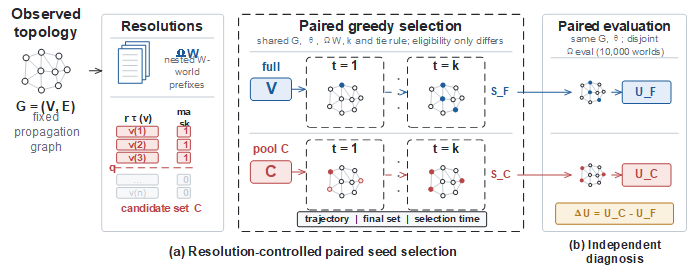 Observed
topology
G = (V, E)
fixed
propagation
graph
Resolutions
ΩW
nested W-
world
prefixes
r τ (v)
ma
sk
v(1)
1
v(2)
1
v(3)
1
q
0
v(n)
0
candidate set C
Paired greedy selection
shared G, θ, ΩW, k and tie rule; eligibility only differs
full
V
t = 1
t = k
S_F
pool C
C
t = 1
t = k
S_C
trajectory | final set | selection time
Paired evaluation
same G, θ; disjoint
Ω eval (10,000 worlds)
U_F
U_C
ΔU = U_C - U_F
(a) Resolution-controlled paired seed selection
(b) Independent
diagnosis